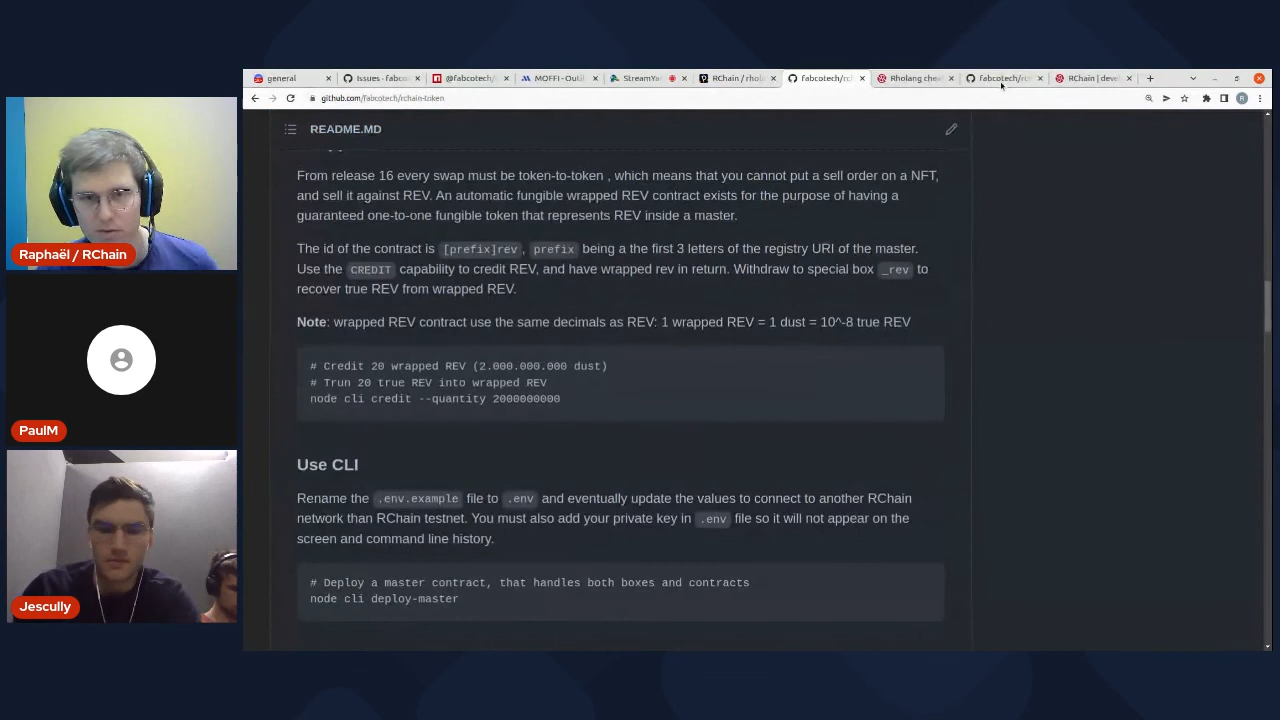 general
Issues · fabco
@fabcotech/
MOFFI - Outi
StreamYa
RChain / rhol
fabcotech/rc
Rholang chea
fabcotech/rc
RChain | devel
github.com/fabcotech/rchain-token
R
README.MD
From release 16 every swap must be token-to-token , which means that you cannot put a sell order on a NFT,
and sell it against REV. An automatic fungible wrapped REV contract exists for the purpose of having a
guaranteed one-to-one fungible token that represents REV inside a master.
The id of the contract is [prefix]rev, prefix being a the first 3 letters of the registry URI of the master.
Use the CREDIT capability to credit REV, and have wrapped rev in return. Withdraw to special box _rev to
recover true REV from wrapped REV.
Note: wrapped REV contract use the same decimals as REV: 1 wrapped REV = 1 dust = 10^-8 true REV
# Credit 20 wrapped REV (2.000.000.000 dust)
# Trun 20 true REV into wrapped REV
node cli credit --quantity 2000000000
Use CLI
Rename the .env.example file to .env and eventually update the values to connect to another RChain
network than RChain testnet. You must also add your private key in .env file so it will not appear on the
screen and command line history.
# Deploy a master contract, that handles both boxes and contracts
node cli deploy-master
Raphaël / RChain
PaulM
Jescully